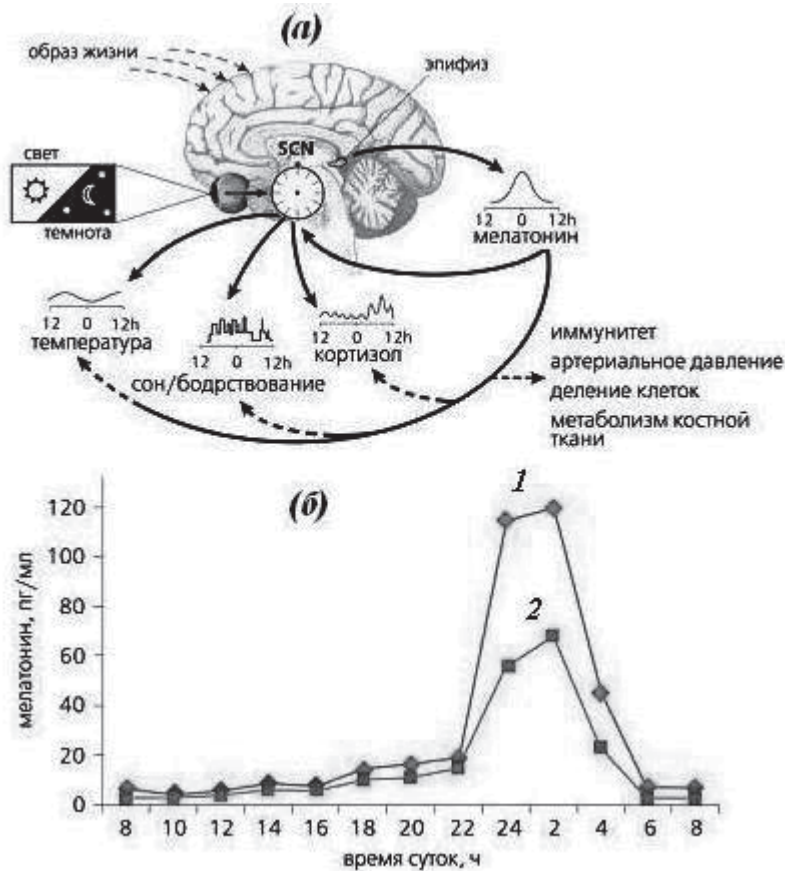 (а)
образ жизни
эпифиз
SCN
свет
темнота
12 0 12h
мелатонин
12 0 12h
температура
12 0 12h
сон/бодрствование
12 0 12h
кортизол
иммунитет
артериальное давление
деление клеток
метаболизм костной
ткани
(б)
мелатонин, пг/мл
120
100
80
60
40
20
0
1
2
8 10 12 14 16 18 20 22 24 2 4 6 8
время суток, ч